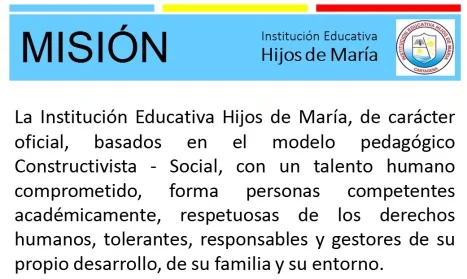 MISIÓN
Institución Educativa
Hijos de María
La Institución Educativa Hijos de María, de carácter
oficial, basados en el modelo pedagógico
Constructivista - Social, con un talento humano
comprometido, forma personas competentes
académicamente, respetuosas de los derechos
humanos, tolerantes, responsables y gestores de su
propio desarrollo, de su familia y su entorno.